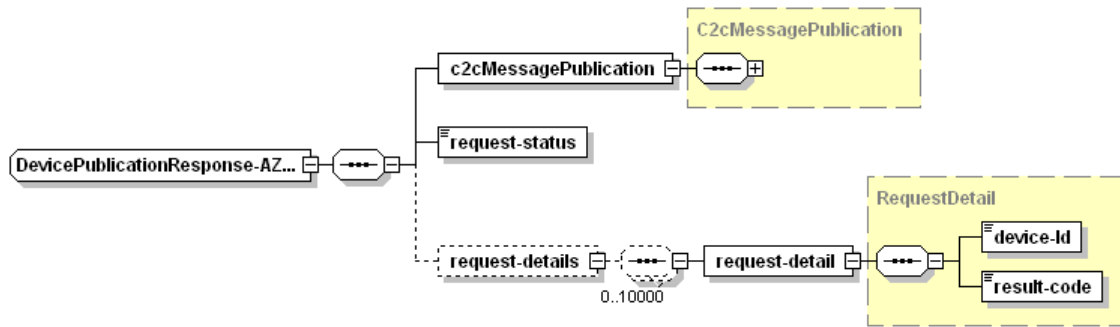 C2cMessagePublication
c2cMessagePublication
request-status
DevicePublicationResponse-AZ...
RequestDetail
device-Id
request-details
request-detail
result-code
0..10000